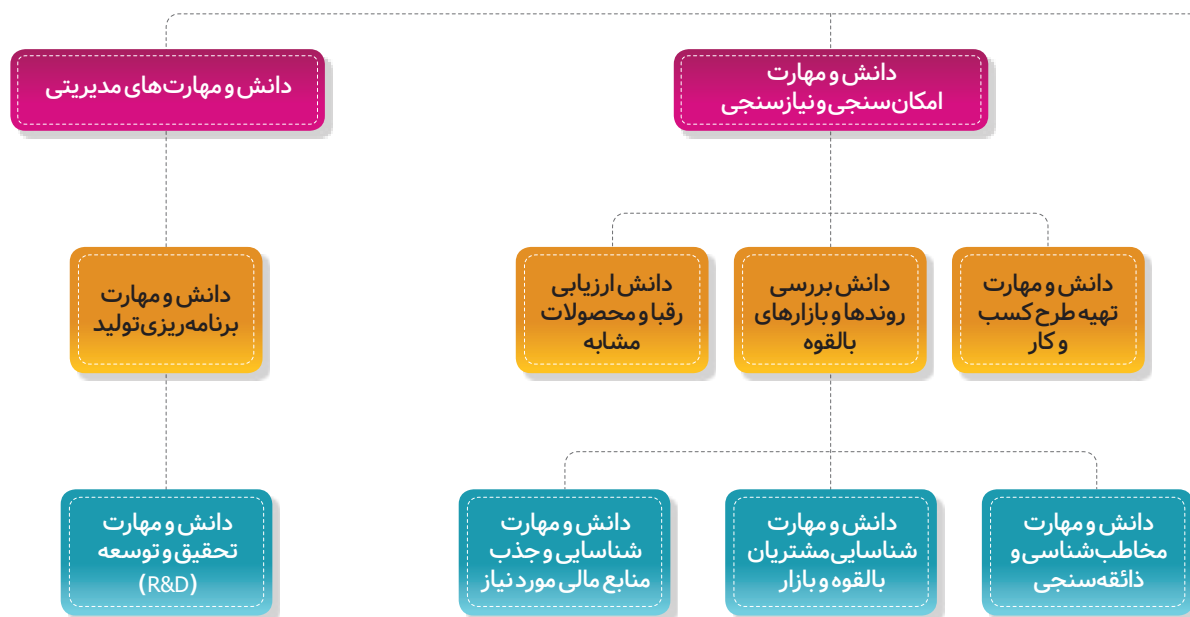 دانش و مهارت
امکان‌سنجی و نیازسنجی
دانش و مهارت‌های مدیریتی
دانش و مهارت
تهیه طرح کسب
و کار
دانش بررسی
روندها و بازارهای
بالقوه
دانش ارزیابی
رقبا و محصولات
مشابه
دانش و مهارت
برنامه‌ریزی تولید
دانش و مهارت
مخاطب‌شناسی و
ذائقه‌سنجی
دانش و مهارت
شناسایی مشتریان
بالقوه و بازار
دانش و مهارت
شناسایی و جذب
منابع مالی مورد نیاز
دانش و مهارت
تحقیق و توسعه
(R&D)